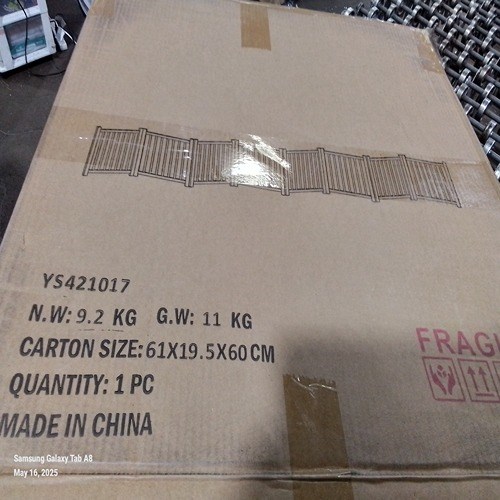 YS421017
N.W: 9.2 KG G.W: 11 KG
CARTON SIZE: 61X19.5X60 CM
QUANTITY: 1 PC
MADE IN CHINA
Samsung Galaxy Tab A8
May 16, 2025